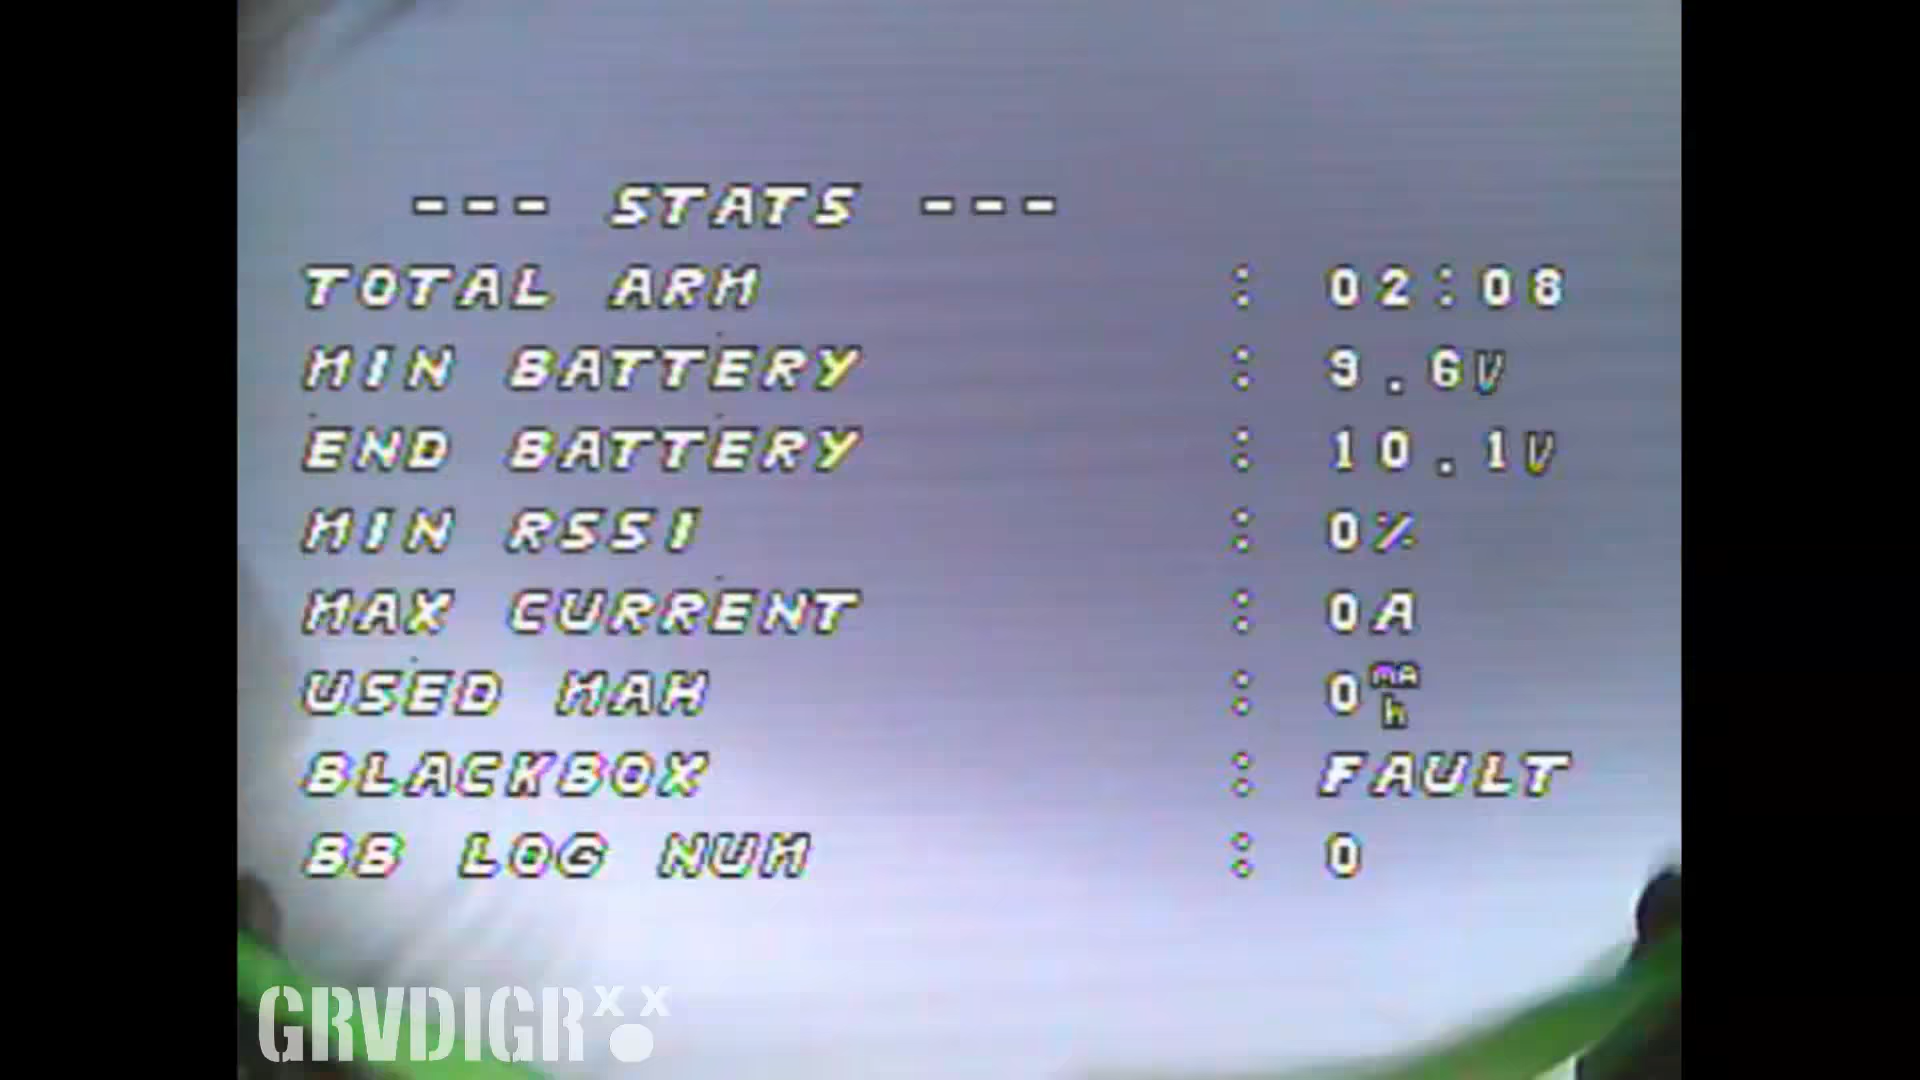 --- STATS ---
TOTAL ARM : 02:08
MIN BATTERY : 9.6V
END BATTERY : 10.1V
MIN RSSI : 0%
MAX CURRENT : 0A
USED MAH : 0mAh
BLACKBOX : FAULT
BB LOG NUM : 0
GRVDIGR